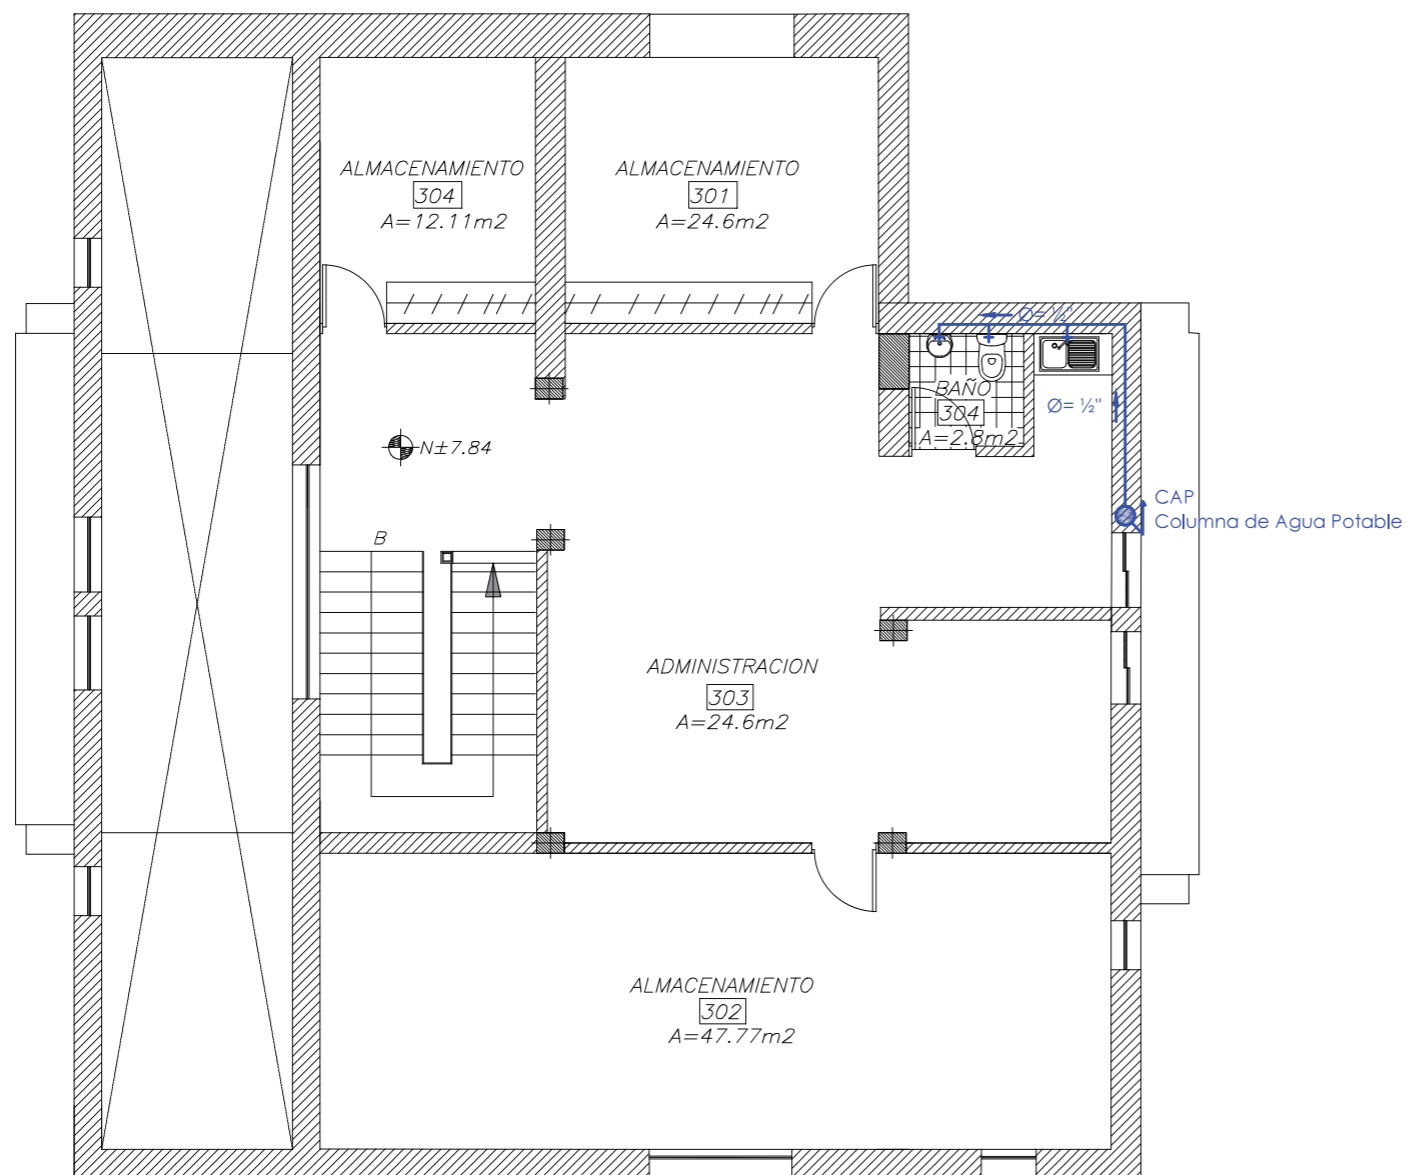 ALMACENAMIENTO
304
A=12.11m2
ALMACENAMIENTO
301
A=24.6m2
Ø= ½"
BAÑO
304
A=2.8m2
Ø= ½"
N±7.84
CAP
Columna de Agua Potable
B
ADMINISTRACION
303
A=24.6m2
ALMACENAMIENTO
302
A=47.77m2